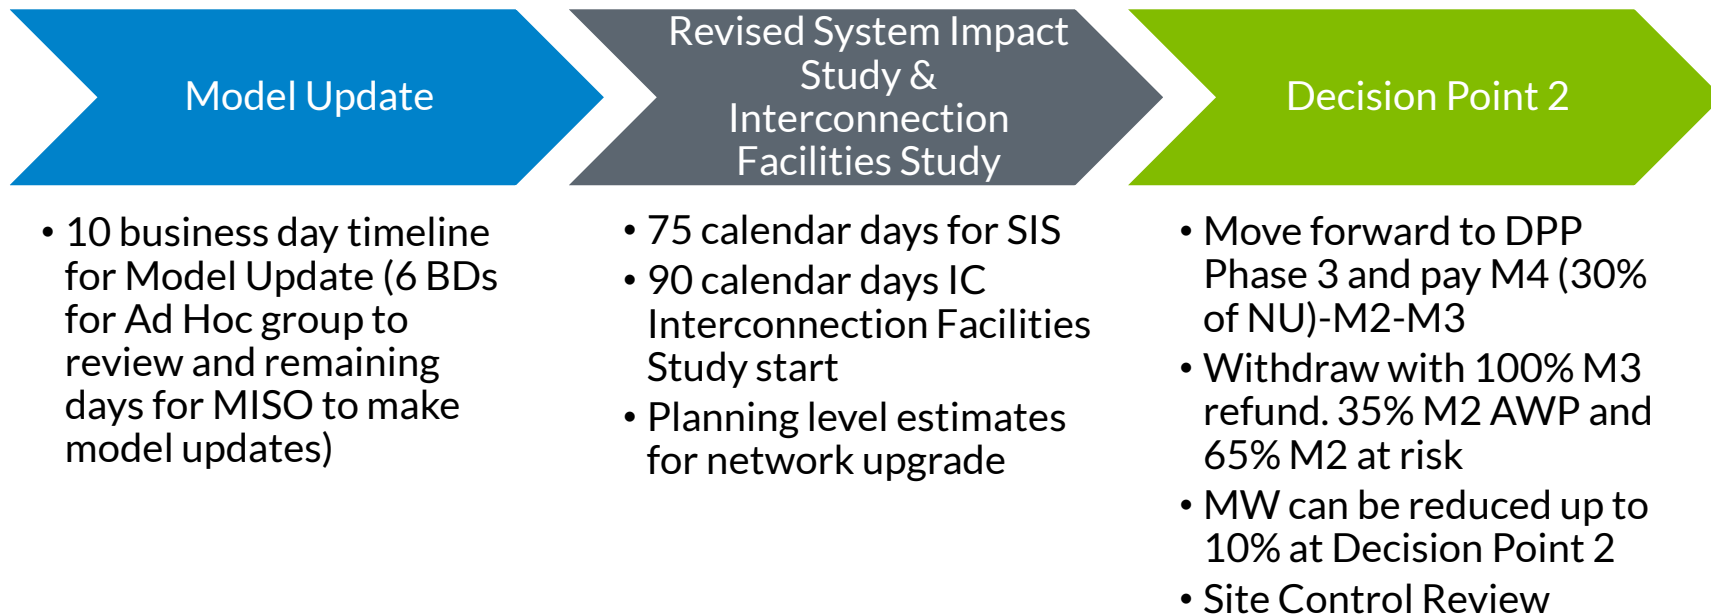 Model Update
Revised System Impact
Study &
Interconnection
Facilities Study
Decision Point 2
• 10 business day timeline
for Model Update (6 BDs
for Ad Hoc group to
review and remaining
days for MISO to make
model updates)
• 75 calendar days for SIS
• 90 calendar days IC
Interconnection Facilities
Study start
• Planning level estimates
for network upgrade
• Move forward to DPP
Phase 3 and pay M4 (30%
of NU)-M2-M3
• Withdraw with 100% M3
refund. 35% M2 AWP and
65% M2 at risk
• MW can be reduced up to
10% at Decision Point 2
• Site Control Review